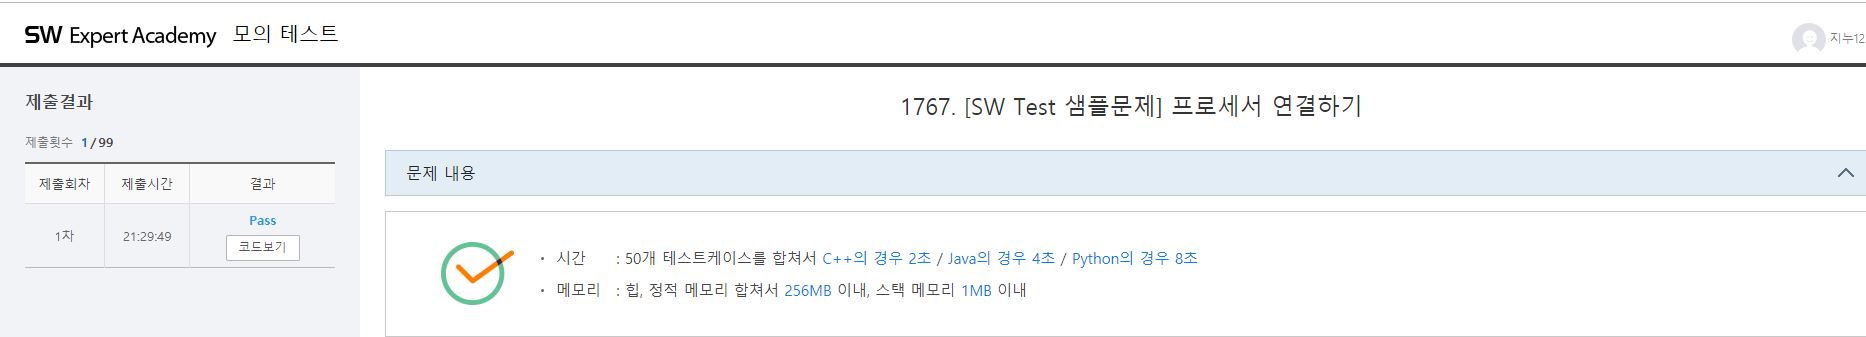 SW Expert Academy 모의 테스트
지누12
제출결과
제출횟수 1 / 99
제출회차 제출시간 결과
1차 21:29:49 Pass
코드보기
1767. [SW Test 샘플문제] 프로세서 연결하기
문제 내용
・ 시간 : 50개 테스트케이스를 합쳐서 C++의 경우 2초 / Java의 경우 4초 / Python의 경우 8초
・ 메모리 : 힙, 정적 메모리 합쳐서 256MB 이내, 스택 메모리 1MB 이내